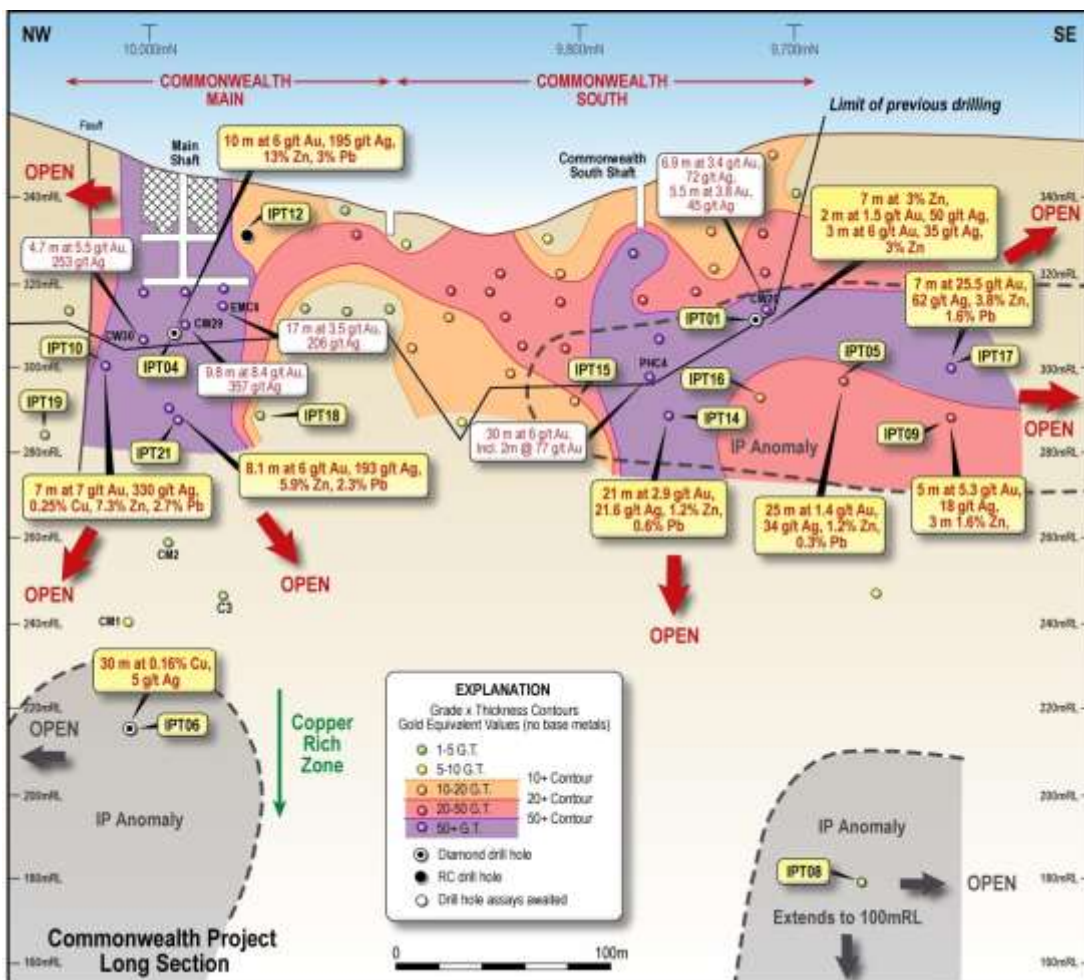 NW
SE
10,000mN
9,800mN
9,700mN
COMMONWEALTH
MAIN
COMMONWEALTH
SOUTH
Limit of previous drilling
Fault
Main
Shaft
10 m at 6 g/t Au, 195 g/t Ag,
13% Zn, 3% Pb
Commonwealth
South Shaft
6.9 m at 3.4 g/t Au,
72 g/t Ag,
5.5 m at 3.8 Au,
45 g/t Ag
7 m at 3% Zn,
2 m at 1.5 g/t Au, 50 g/t Ag,
3 m at 6 g/t Au, 35 g/t Ag,
3% Zn
OPEN
340mRL
340mRL
OPEN
IPT12
4.7 m at 5.5 g/t Au,
253 g/t Ag
7 m at 25.5 g/t Au,
62 g/t Ag, 3.8% Zn,
1.6% Pb
320mRL
320mRL
EMC8
CW30
CW29
17 m at 3.5 g/t Au,
206 g/t Ag
IPT01
IPT10
IPT04
9.8 m at 8.4 g/t Au,
357 g/t Ag
IPT15
PHC4
IPT16
IPT05
IPT17
300mRL
300mRL
IPT19
IPT18
IPT14
IPT09
OPEN
IPT21
30 m at 6 g/t Au,
Incl. 2m @ 77 g/t Au
IP Anomaly
280mRL
280mRL
7 m at 7 g/t Au, 330 g/t Ag,
0.25% Cu, 7.3% Zn, 2.7% Pb
8.1 m at 6 g/t Au, 193 g/t Ag,
5.9% Zn, 2.3% Pb
21 m at 2.9 g/t Au,
21.6 g/t Ag, 1.2% Zn,
0.6% Pb
25 m at 1.4 g/t Au,
34 g/t Ag, 1.2% Zn,
0.3% Pb
5 m at 5.3 g/t Au,
18 g/t Ag,
3 m 1.6% Zn,
260mRL
260mRL
CM2
OPEN
OPEN
C3
OPEN
240mRL
240mRL
CM1
30 m at 0.16% Cu,
5 g/t Ag
220mRL
220mRL
OPEN
IPT06
Copper
Rich
Zone
EXPLANATION
Grade x Thickness Contours
Gold Equivalent Values (no base metals)
1-5 G.T.
5-10 G.T.
10-20 G.T.
20-50 G.T.
50+ G.T.
10+ Contour
20+ Contour
50+ Contour
Diamond drill hole
RC drill hole
Drill hole assays awaited
200mRL
200mRL
IP Anomaly
IP Anomaly
180mRL
180mRL
IPT08
OPEN
Extends to 100mRL
Commonwealth Project
Long Section
0
100m
160mRL
160mRL